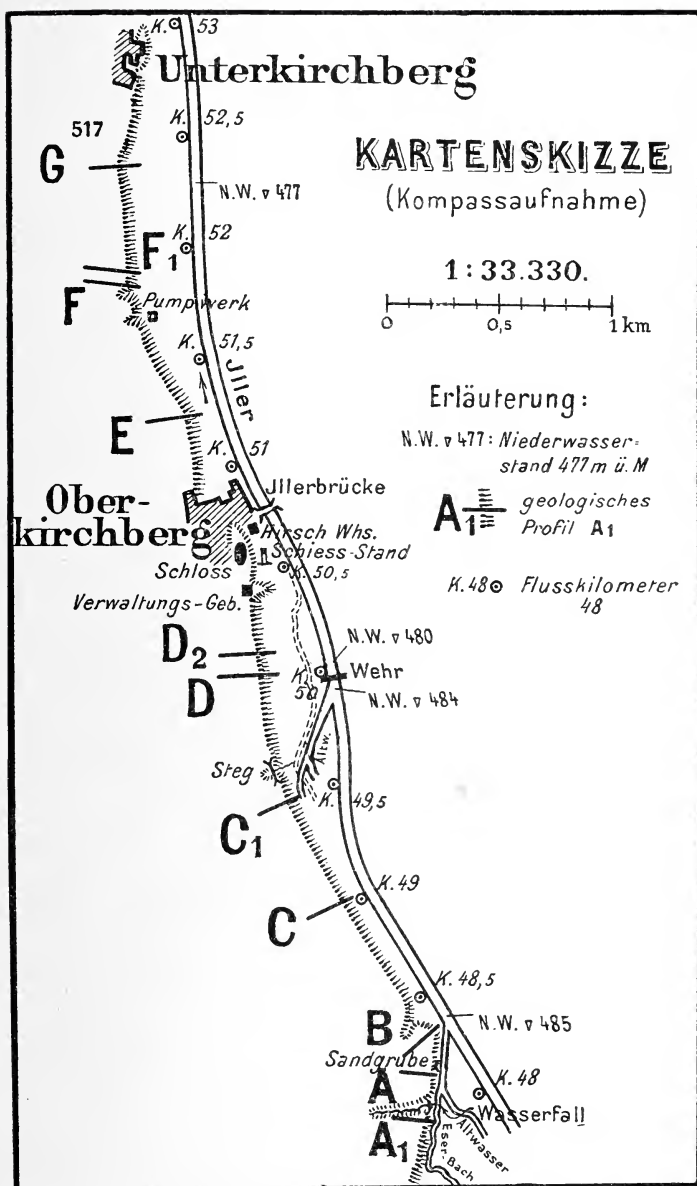 K. 53
Unterkirchberg
517
K. 52,5
G
KARTENSKIZZE
(Kompassaufnahme)
N.W. ▿ 477
K. 52
F1
F
Pumpwerk
1:33.330.
0 0,5 1 km
K. 51,5
Jller
E
Erläuterung:
N.W. ▿ 477: Niederwasser=
stand 477m ü. M
K. 51
Jllerbrücke
Ober-
kirchberg
A1 geologisches
Profil A1
Hirsch Whs.
Schiess-Stand
Schloss
K. 50,5
K. 48 Flusskilometer
48
Verwaltungs-Geb.
N.W. ▿ 480
D2
D
K. 50
Wehr
N.W. ▿ 484
Steg
Altw.
K. 49,5
C1
K. 49
C
K. 48,5
B
N.W. ▿ 485
Sandgrube
A
K. 48
Wasserfall
A1
Altwasser
Eser-Bach